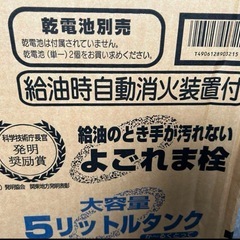 乾電池別売
乾電池は付属されていません。
乾電池(単一)2個をお買い求めください。
給油時自動消火装置付
科学技術庁長官
発明
奨励賞
給油のとき手が汚れない
よごれま栓
大容量
5リットルタンク